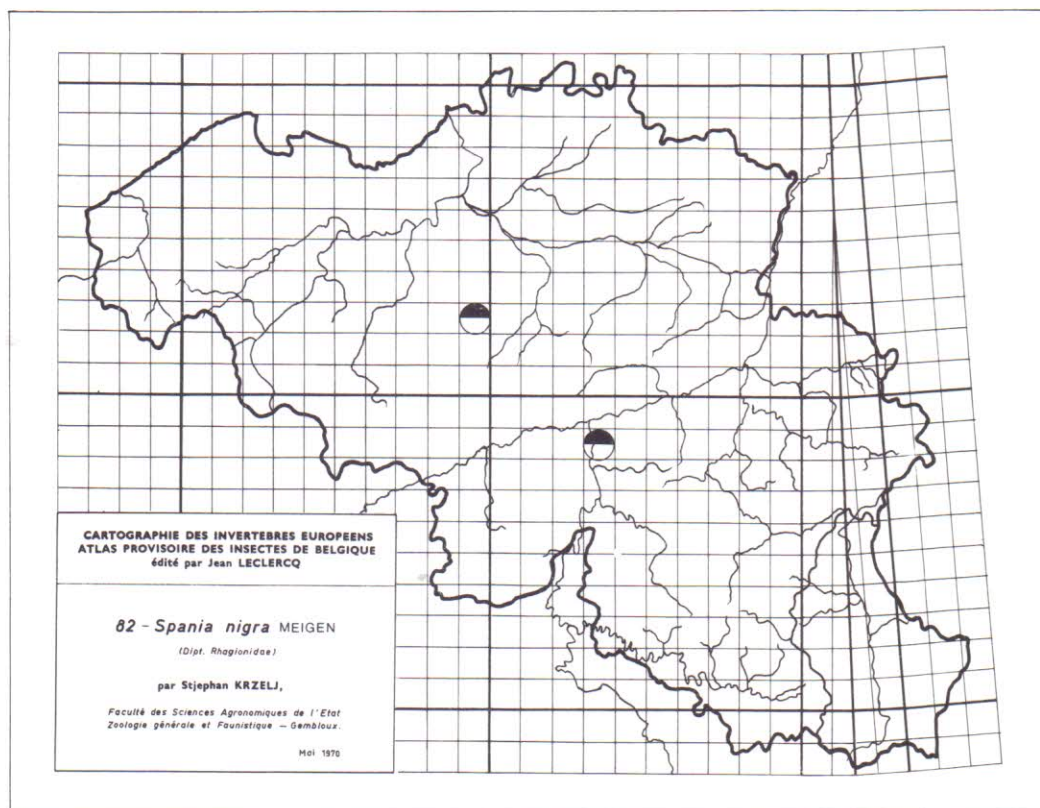 CARTOGRAPHIE DES INVERTEBRES EUROPEENS
ATLAS PROVISOIRE DES INSECTES DE BELGIQUE
édité par Jean LECLERCQ
82 – Spania nigra MEIGEN
(Dipt. Rhagionidae)
par Stjephan KRZELJ,
Faculté des Sciences Agronomiques de l'Etat
Zoologie générale et Faunistique – Gembloux.
Mai 1970